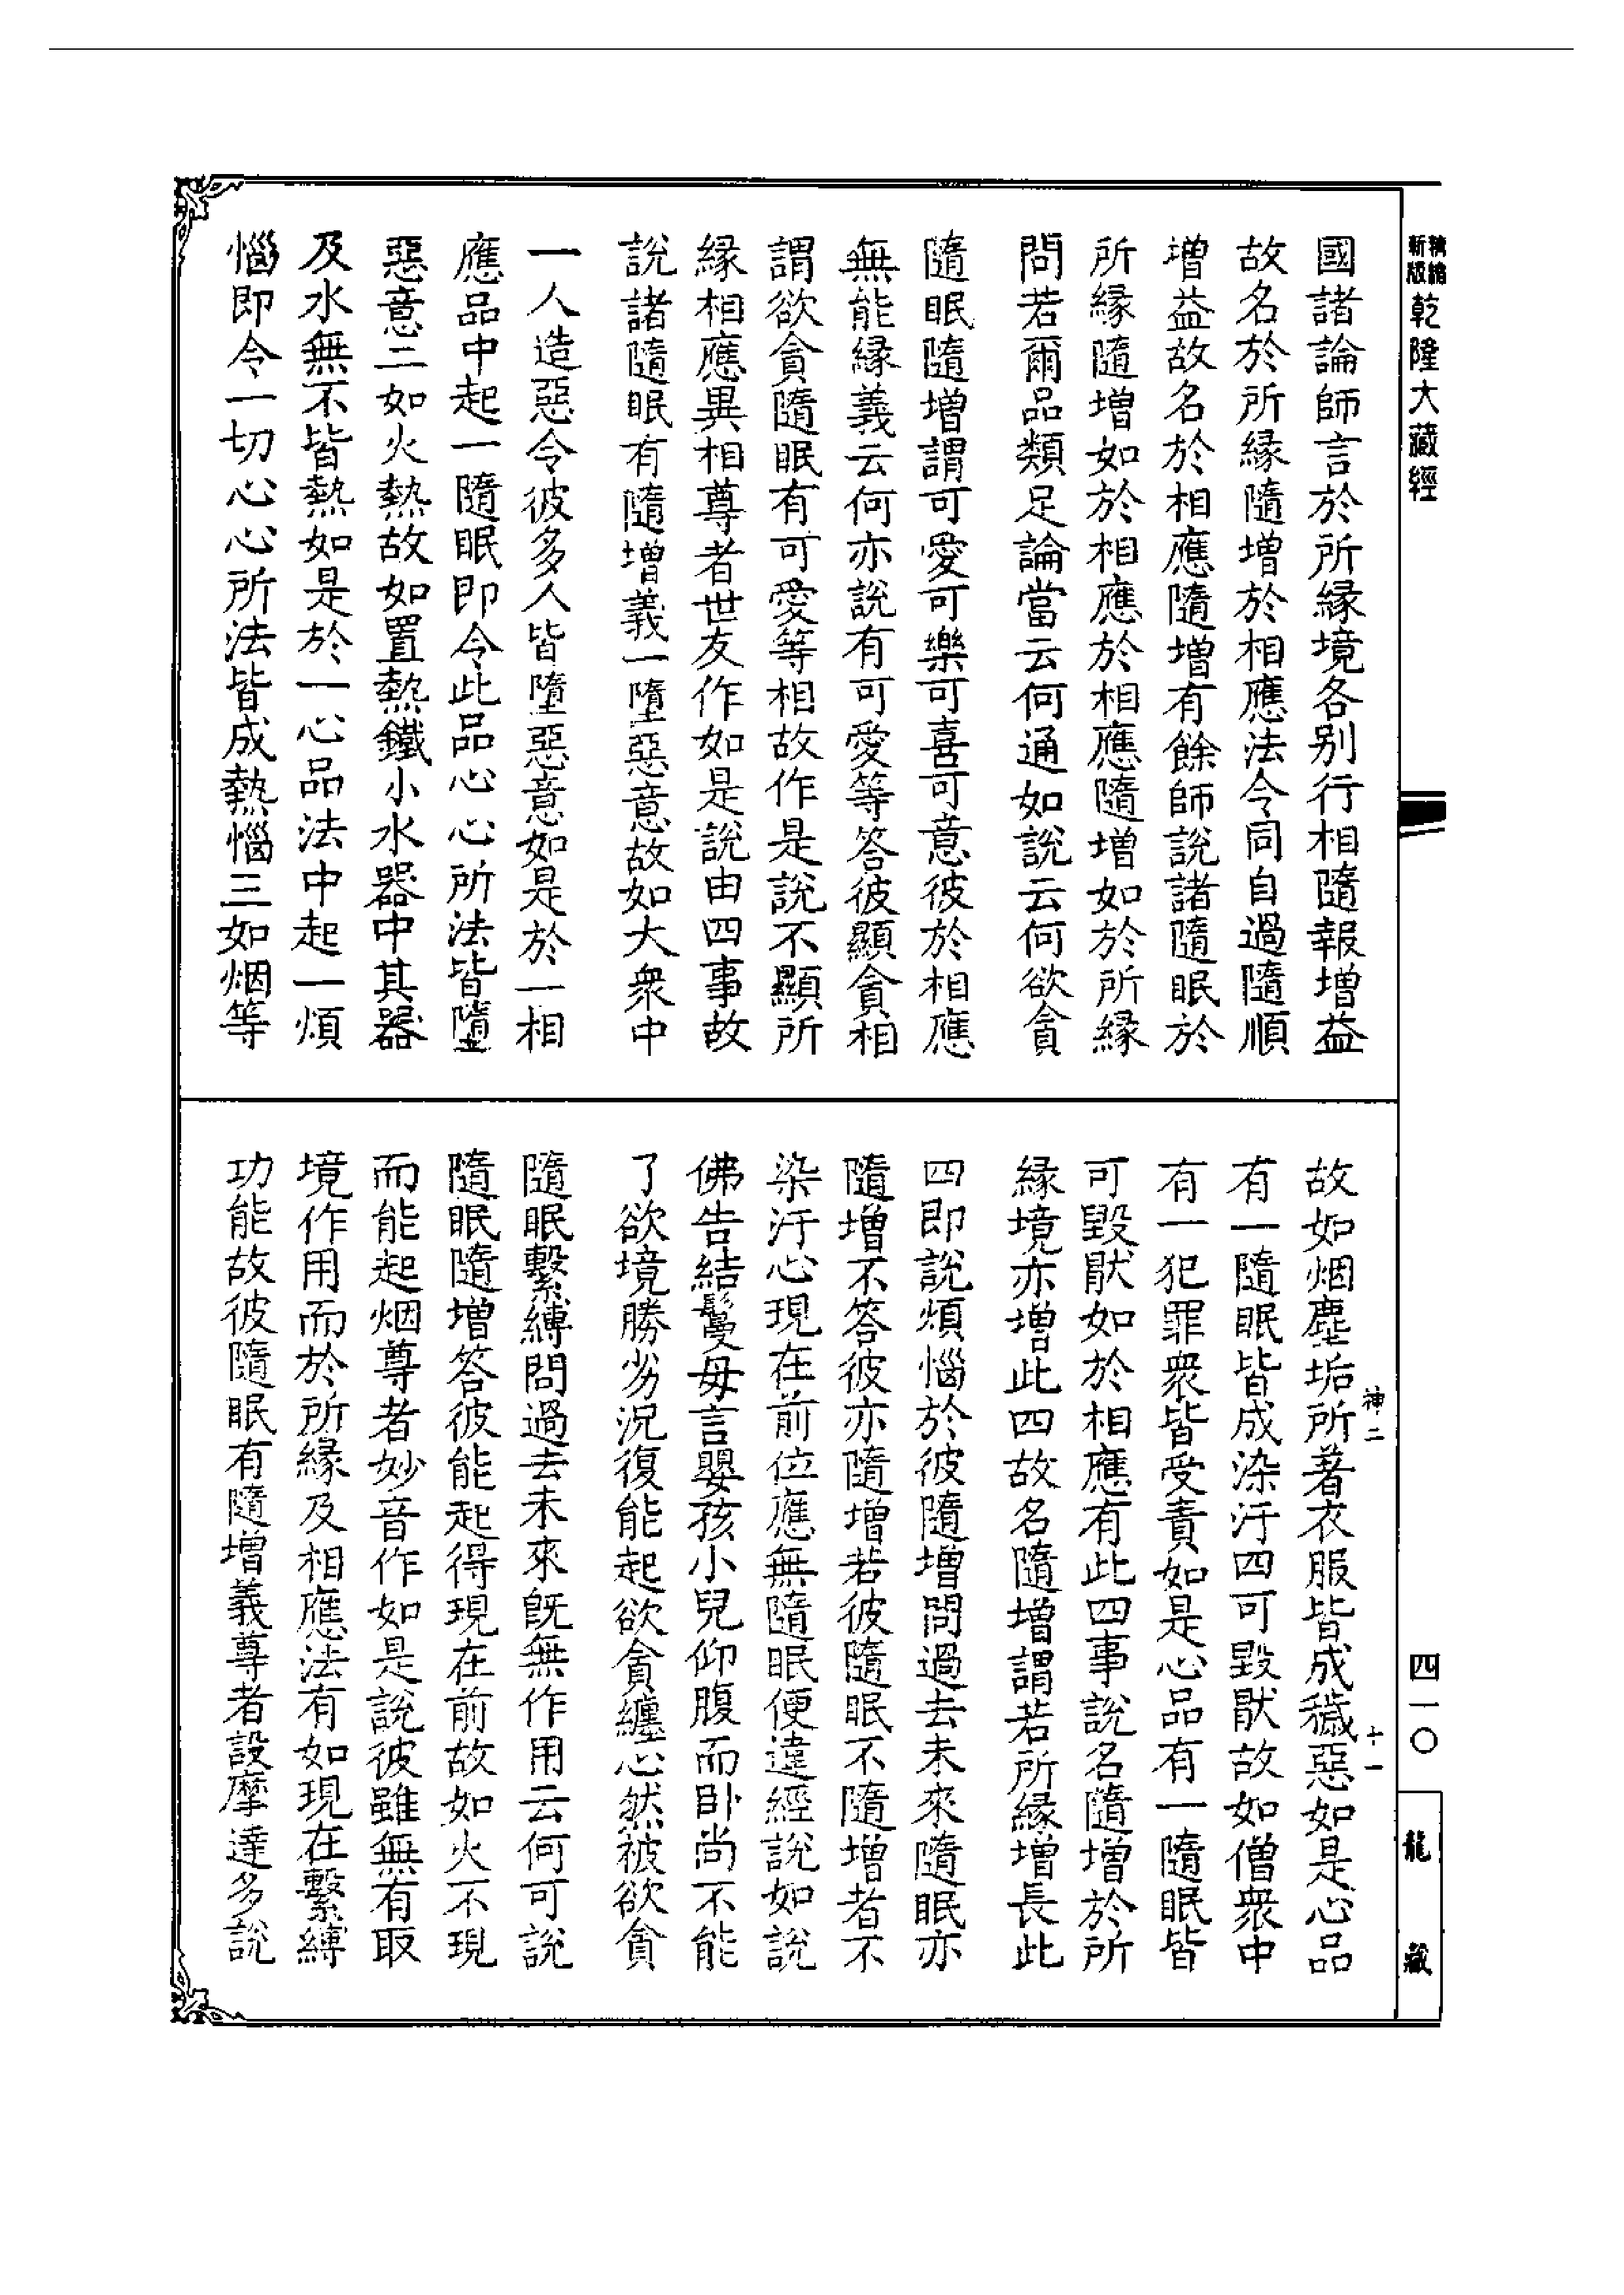 新版
精縮
乾隆大藏經
國諸論師言於所緣境各別行相隨報增益
故名於所緣隨增於相應法令同自過隨順
增益故名於相應隨增有餘師說諸隨眠於
所緣隨增如於相應於相應隨增如於所緣
問若爾品類足論當云何通如說云何欲貪
隨眠隨增謂可愛可樂可喜可意彼於相應
無能緣義云何亦說有可愛等答彼顯貪相
謂欲貪隨眠有可愛等相故作是說不顯所
緣相應異相尊者世友作如是說由四事故
說諸隨眠有隨增義一墮惡意故如大衆中
一人造惡令彼多人皆墮惡意如是於一相
應品中起一隨眠即令此品心心所法皆墮
惡意二如火熱故如置熱鐵小水器中其器
及水無不皆熱如是於一心品法中起一煩
惱即令一切心心所法皆成熱惱三如烟等
故如烟塵垢所著衣服皆成穢惡如是心品
有一隨眠皆成染汙四可毀猒故如僧衆中
有一犯罪衆皆受責如是心品有一隨眠皆
可毀猒如於相應有此四事說名隨增於所
緣境亦增此四故名隨增謂若所緣增長此
四即說煩惱於彼隨增問過去未來隨眠亦
隨增不答彼亦隨增若彼隨眠不隨增者不
染汙心現在前位應無隨眠便違經說如說
佛告結鬘母言嬰孩小兒仰腹而卧尚不能
了欲境勝劣況復能起欲貪纏心然被欲貪
隨眠繫縛問過去未來旣無作用云何可說
隨眠隨增答彼能起得現在前故如火不現
而能起烟尊者妙音作如是說彼雖無有取
境作用而於所緣及相應法有如現在繫縛
功能故彼隨眠有隨增義尊者設摩達多說
神二
十一
四一〇
龍藏